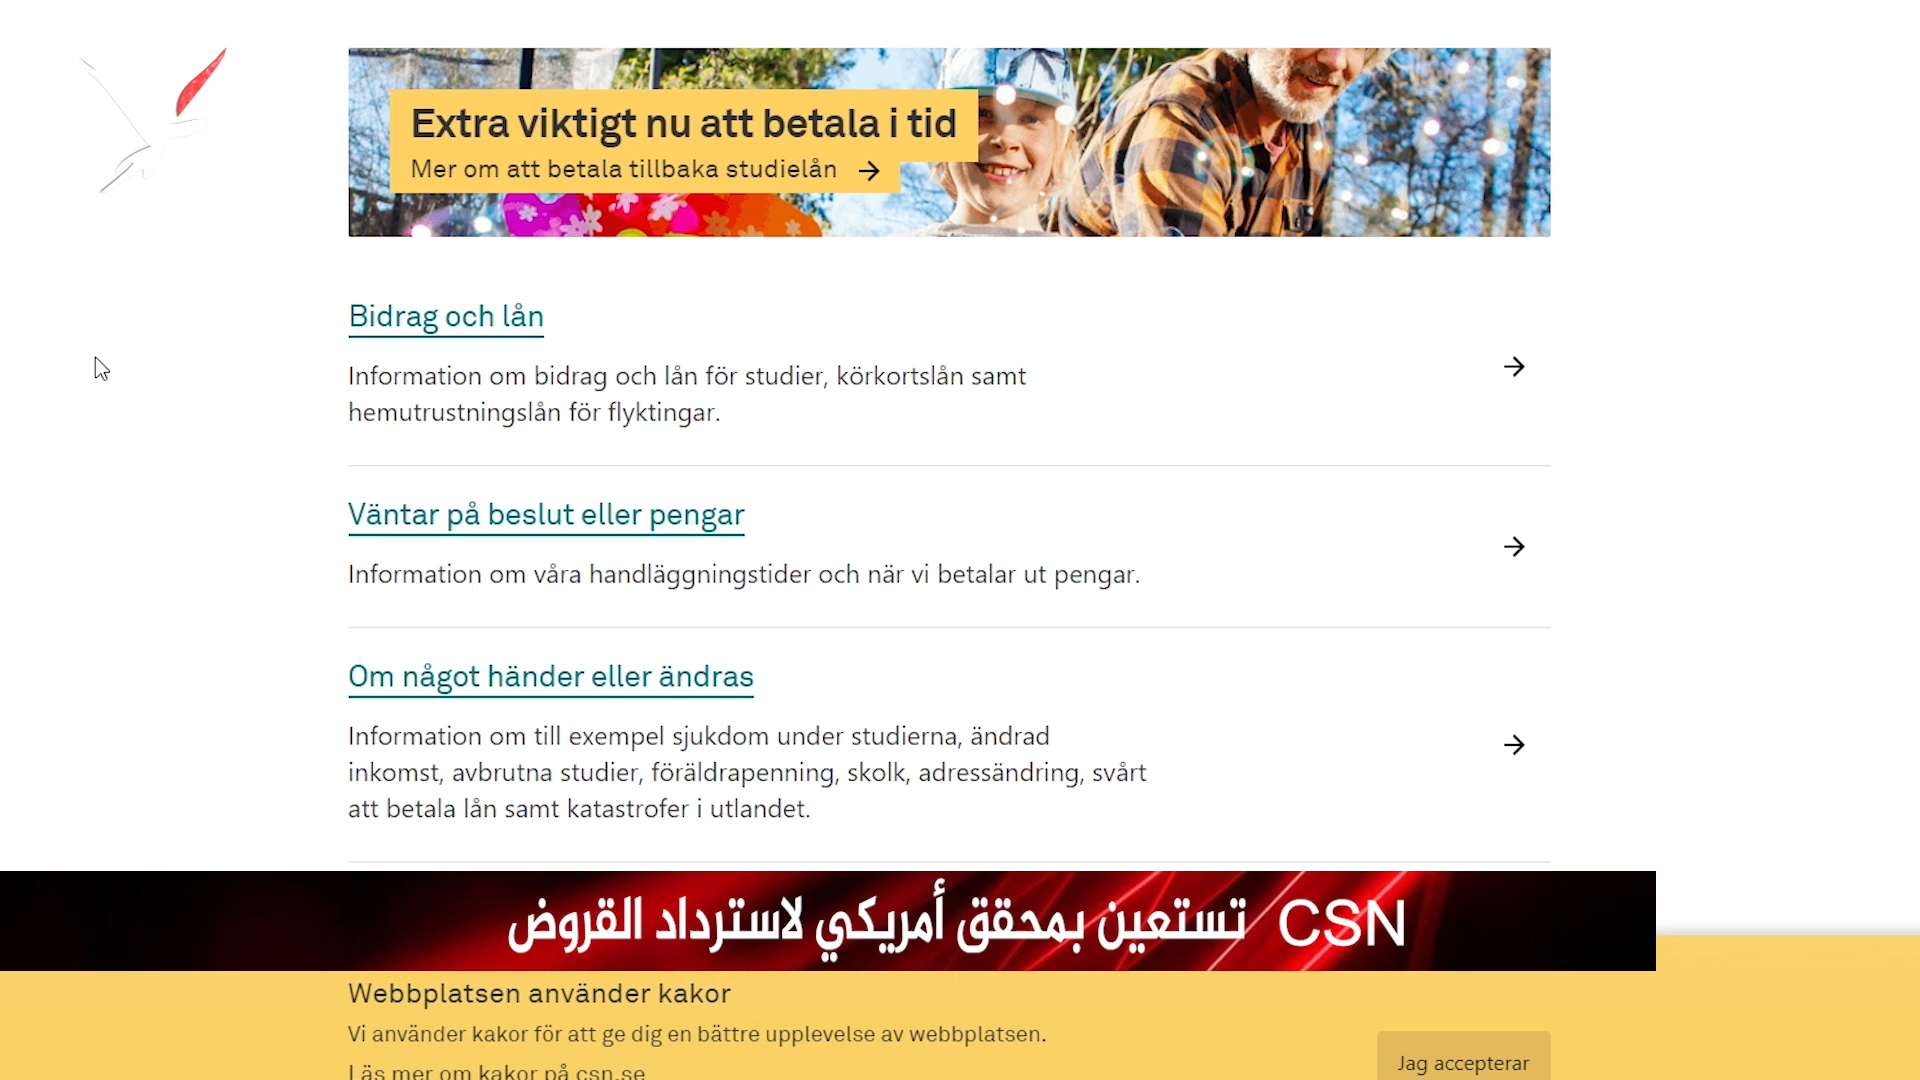 Extra viktigt nu att betala i tid
Mer om att betala tillbaka studielån
Bidrag och lån
Information om bidrag och lån för studier, körkortslån samt
hemutrustningslån för flyktingar.
Väntar på beslut eller pengar
Information om våra handläggningstider och när vi betalar ut pengar.
Om något händer eller ändras
Information om till exempel sjukdom under studierna, ändrad
inkomst, avbrutna studier, föräldrapenning, skolk, adressändring, svårt
att betala lån samt katastrofer i utlandet.
CSN تستعين بمحقق أمريكي لاسترداد القروض
Webbplatsen använder kakor
Vi använder kakor för att ge dig en bättre upplevelse av webbplatsen.
Läs mer om kakor på csn.se
Jag accepterar